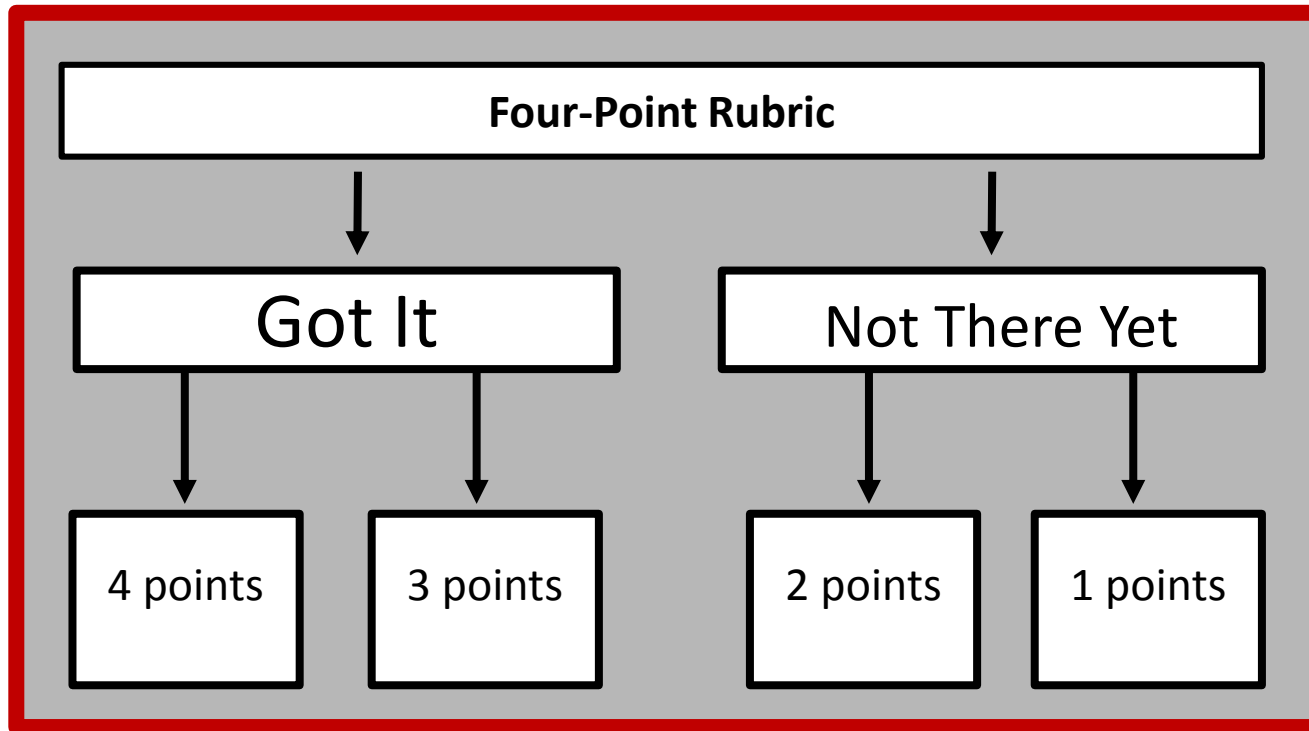 Four-Point Rubric
Got It
Not There Yet
4 points
3 points
2 points
1 points